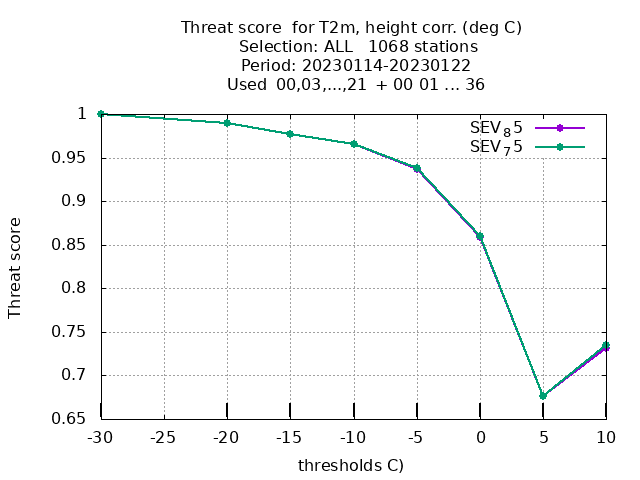 Threat score  for T2m, height corr. (deg C)
Selection: ALL   1068 stations
Period: 20230114-20230122
Used  00,03,...,21  + 00 01 ... 36
SEV₈5
SEV₇5
1
0.95
0.9
0.85
0.8
0.75
0.7
0.65
Threat score
-30 -25 -20 -15 -10 -5 0 5 10
thresholds C)